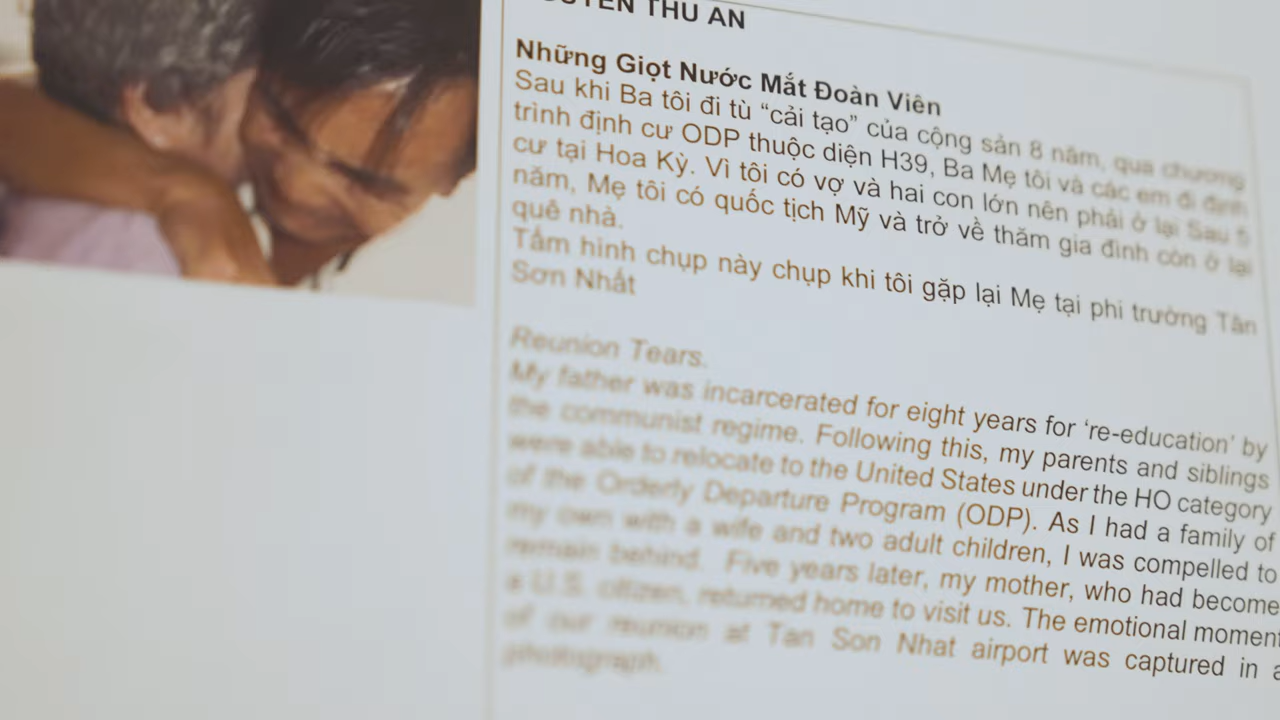 THU AN
Những Giọt Nước Mắt Đoàn Viên
Sau khi Ba tôi đi tù “cải tạo” của cộng sản 8 năm, qua chương
trình định cư ODP thuộc diện H39, Ba Mẹ tôi và các em đi định
cư tại Hoa Kỳ. Vì tôi có vợ và hai con lớn nên phải ở lại Sau 5
năm, Mẹ tôi có quốc tịch Mỹ và trở về thăm gia đình còn ở lại
quê nhà.
Tấm hình chụp này chụp khi tôi gặp lại Mẹ tại phi trường Tân
Sơn Nhất
Reunion Tears.
My father was incarcerated for eight years for ‘re-education’ by
the communist regime. Following this, my parents and siblings
were able to relocate to the United States under the HO category
of the Orderly Departure Program (ODP). As I had a family of
my own with a wife and two adult children, I was compelled to
remain behind. Five years later, my mother, who had become
a U.S. citizen, returned home to visit us. The emotional moment
of our reunion at Tan Son Nhat airport was captured in a
photograph.